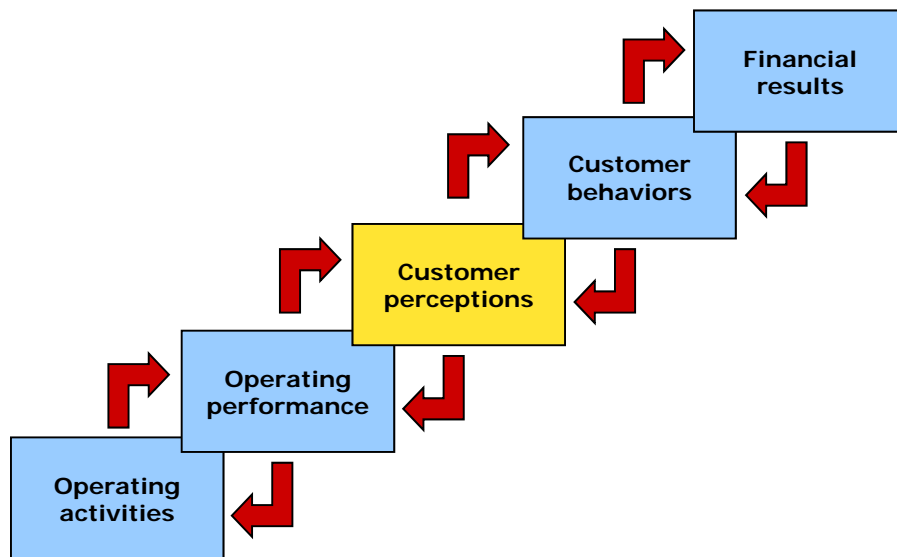 Financial
results
Customer
behaviors
Customer
perceptions
Operating
performance
Operating
activities